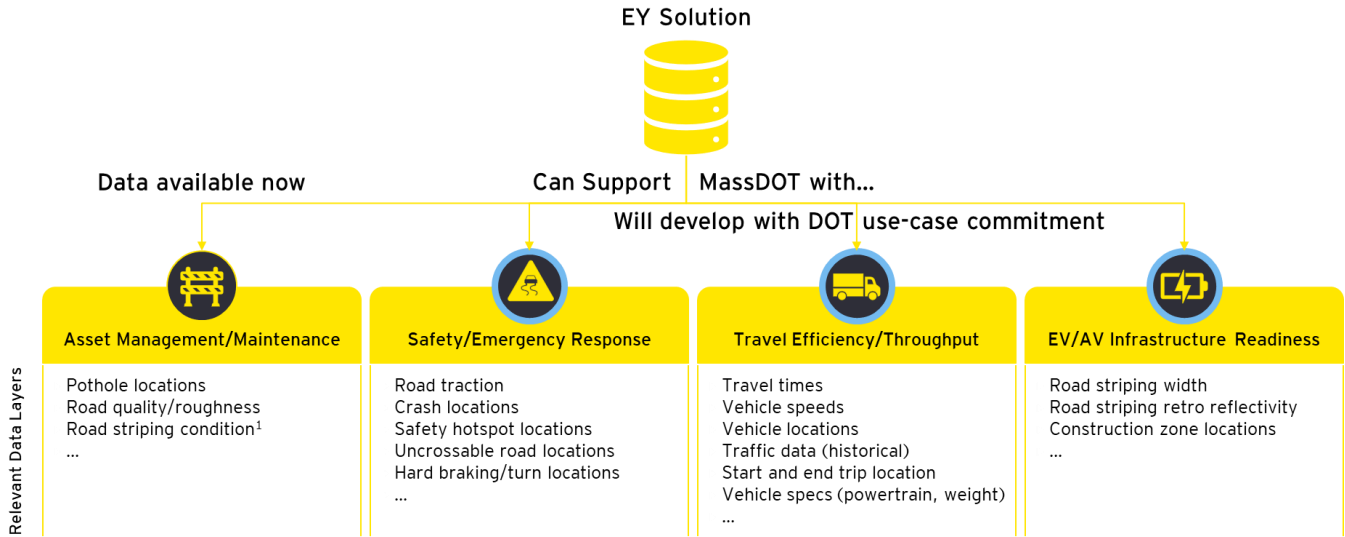 EY Solution
Data available now
Can Support MassDOT with...
Will develop with DOT use-case commitment
Relevant Data Layers
Asset Management/Maintenance
Pothole locations
Road quality/roughness
Road striping condition¹
...
Safety/Emergency Response
Road traction
Crash locations
Safety hotspot locations
Uncrossable road locations
Hard braking/turn locations
...
Travel Efficiency/Throughput
Travel times
Vehicle speeds
Vehicle locations
Traffic data (historical)
Start and end trip location
Vehicle specs (powertrain, weight)
...
EV/AV Infrastructure Readiness
Road striping width
Road striping retro reflectivity
Construction zone locations
...